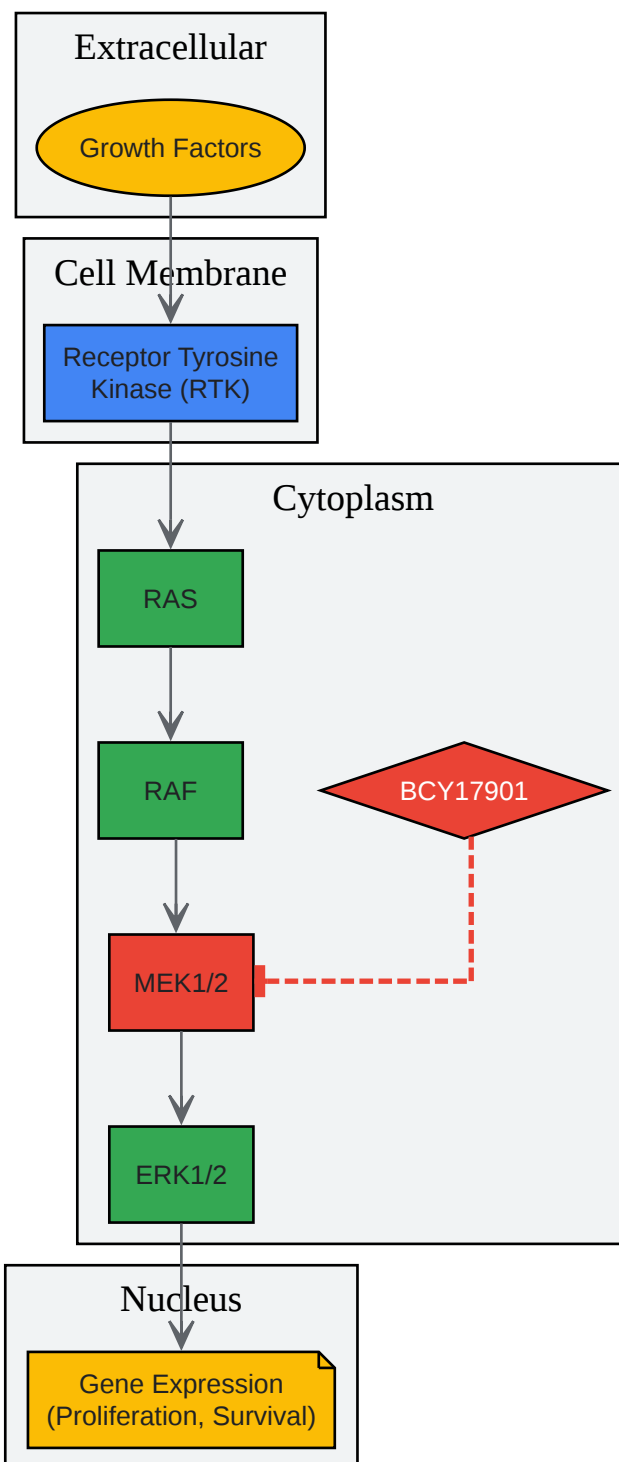 Extracellular
Growth Factors
Cell Membrane
Receptor Tyrosine
Kinase (RTK)
Cytoplasm
RAS
RAF
BCY17901
MEK1/2
ERK1/2
Nucleus
Gene Expression
(Proliferation, Survival)